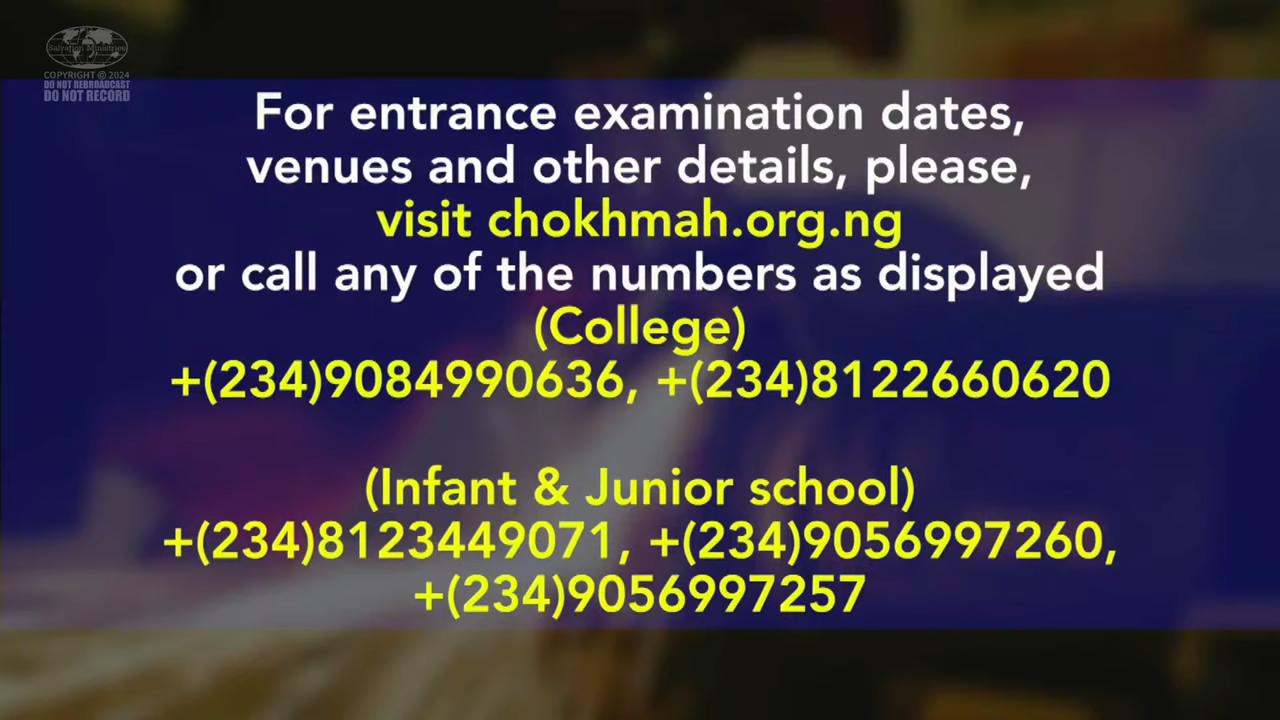 Salvation Ministries
COPYRIGHT © 2024
DO NOT REBROADCAST
DO NOT RECORD
For entrance examination dates,
venues and other details, please,
visit chokhmah.org.ng
or call any of the numbers as displayed
(College)
+(234)9084990636, +(234)8122660620
(Infant & Junior school)
+(234)8123449071, +(234)9056997260,
+(234)9056997257